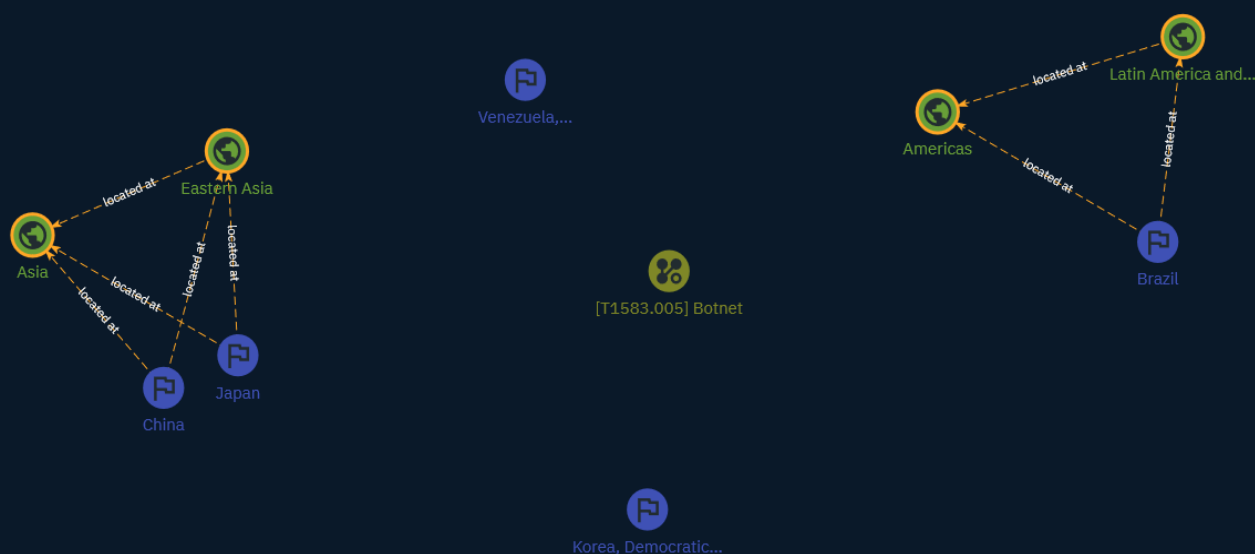 Latin America and...
located at
Venezuela,...
Americas
located at
Eastern Asia
located at
located at
located at
located at
located at
Asia
located at
located at
Brazil
[T1583.005] Botnet
Japan
China
Korea, Democratic...